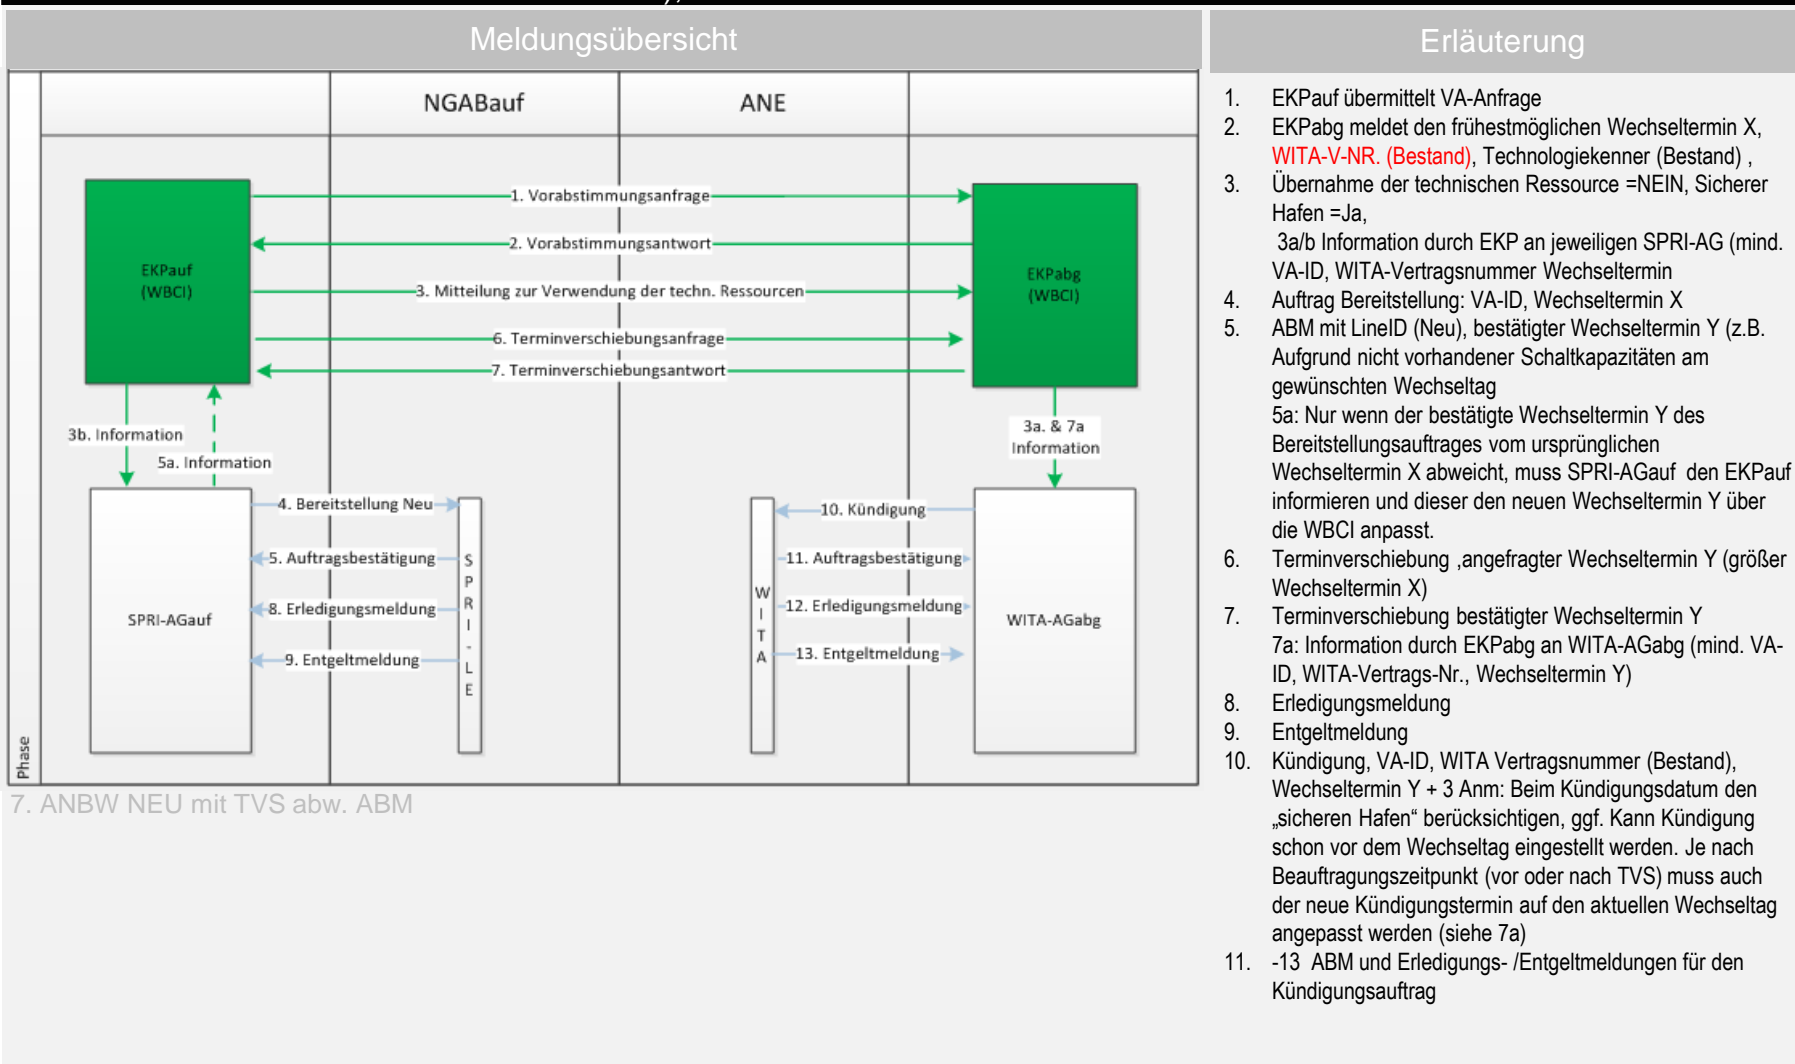 Meldungsübersicht
Erläuterung
NGABauf
ANE
1. Vorabstimmungsanfrage
2. Vorabstimmungsantwort
EKPauf
(WBCI)
EKPabg
(WBCI)
3. Mitteilung zur Verwendung der techn. Ressourcen
6. Terminverschiebungsanfrage
7. Terminverschiebungsantwort
3b. Information
5a. Information
3a. & 7a
Information
4. Bereitstellung Neu
5. Auftragsbestätigung
8. Erledigungsmeldung
9. Entgeltmeldung
SPRI-AGauf
S
P
R
I
-
L
E
10. Kündigung
11. Auftragsbestätigung
12. Erledigungsmeldung
13. Entgeltmeldung
W
I
T
A
WITA-AGabg
Phase
7. ANBW NEU mit TVS abw. ABM
1. EKPauf übermittelt VA-Anfrage
2. EKPabg meldet den frühestmöglichen Wechseltermin X,
WITA-V-NR. (Bestand), Technologiekenner (Bestand) ,
3. Übernahme der technischen Ressource =NEIN, Sicherer
Hafen =Ja,
3a/b Information durch EKP an jeweiligen SPRI-AG (mind.
VA-ID, WITA-Vertragsnummer Wechseltermin
4. Auftrag Bereitstellung: VA-ID, Wechseltermin X
5. ABM mit LineID (Neu), bestätigter Wechseltermin Y (z.B.
Aufgrund nicht vorhandener Schaltkapazitäten am
gewünschten Wechseltag
5a: Nur wenn der bestätigte Wechseltermin Y des
Bereitstellungsauftrages vom ursprünglichen
Wechseltermin X abweicht, muss SPRI-AGauf den EKPauf
informieren und dieser den neuen Wechseltermin Y über
die WBCI anpasst.
6. Terminverschiebung ,angefragter Wechseltermin Y (größer
Wechseltermin X)
7. Terminverschiebung bestätigter Wechseltermin Y
7a: Information durch EKPabg an WITA-AGabg (mind. VA-
ID, WITA-Vertrags-Nr., Wechseltermin Y)
8. Erledigungsmeldung
9. Entgeltmeldung
10. Kündigung, VA-ID, WITA Vertragsnummer (Bestand),
Wechseltermin Y + 3 Anm: Beim Kündigungsdatum den
„sicheren Hafen“ berücksichtigen, ggf. Kann Kündigung
schon vor dem Wechseltag eingestellt werden. Je nach
Beauftragungszeitpunkt (vor oder nach TVS) muss auch
der neue Kündigungstermin auf den aktuellen Wechseltag
angepasst werden (siehe 7a)
11. -13 ABM und Erledigungs- /Entgeltmeldungen für den
Kündigungsauftrag